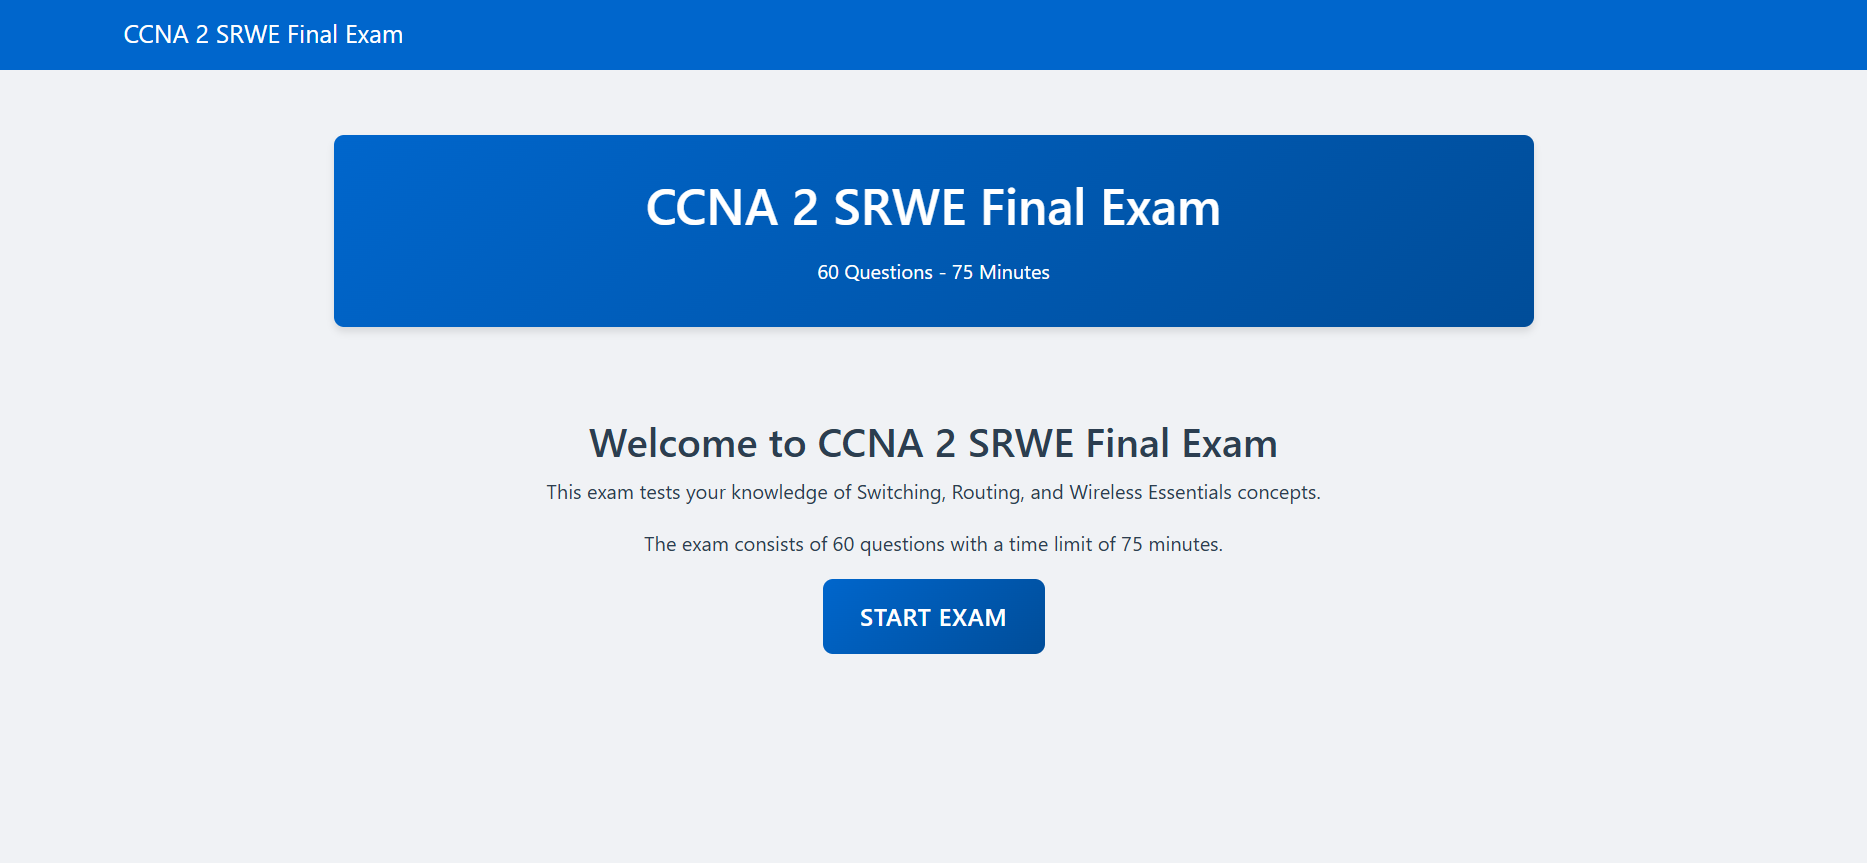 CCNA 2 SRWE Final Exam
CCNA 2 SRWE Final Exam
60 Questions - 75 Minutes
Welcome to CCNA 2 SRWE Final Exam
This exam tests your knowledge of Switching, Routing, and Wireless Essentials concepts.
The exam consists of 60 questions with a time limit of 75 minutes.
START EXAM